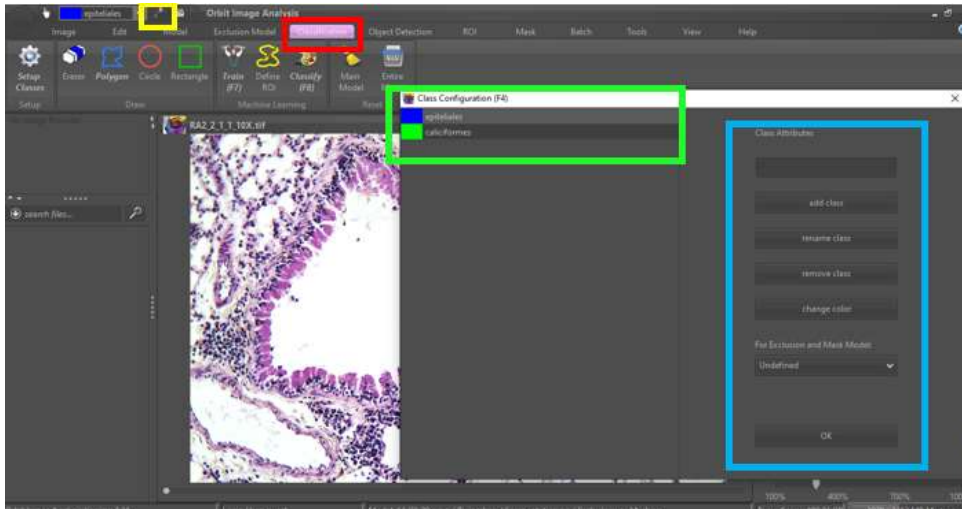 epiteliales
Orbit Image Analysis
Image Edit Model Exclusion Model Classification Object Detection ROI Mask Batch Tools View Help
Setup Classes Eraser Polygon Circle Rectangle Train (F7) Define ROI Classify (F8) Main Model Entire
Setup Draw Machine Learning Reset
Class Configuration (F4)
epiteliales
caliciformes
RA2_2_1_T_10X.tif
search files...
Class Attributes
add class
rename class
remove class
change color
For Exclusion and Mask Model:
Undefined
OK
100% 400% 700% 100